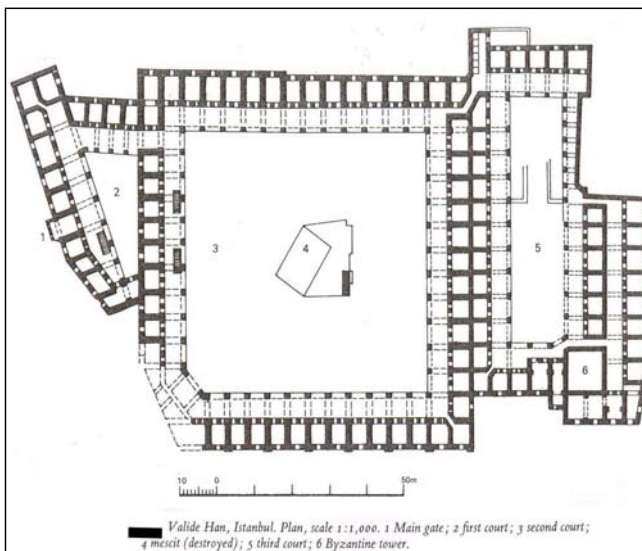 2
1
3
4
5
6
10 0 50m
Valide Han, Istanbul. Plan, scale 1:1,000. 1 Main gate; 2 first court; 3 second court;
4 mescit (destroyed); 5 third court; 6 Byzantine tower.